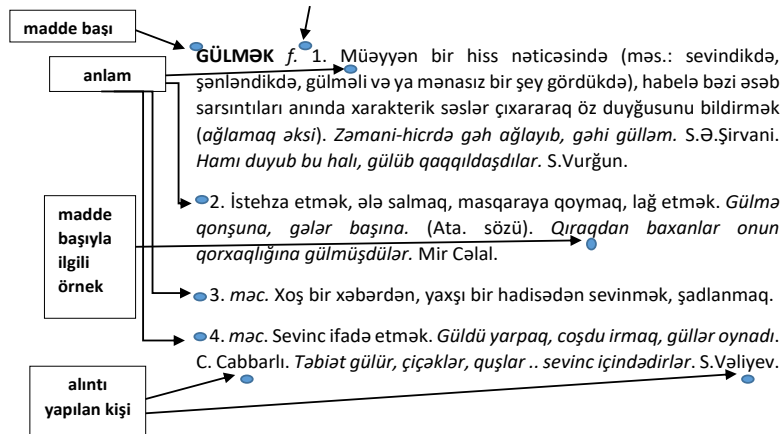 madde başı
GÜLMƏK f. 1. Müəyyən bir hiss nəticəsində (məs.: sevindikdə,
anlam
şənləndikdə, gülməli və ya mənasız bir şey gördükdə), habelə bəzi əsəb
sarsıntıları anında xarakterik səslər çıxararaq öz duyğusunu bildirmək
(ağlamaq əksi). Zəmani-hicrdə gəh ağlayıb, gəhi gülləm. S.Ə.Şirvani.
Hamı duyub bu halı, gülüb qaqqıldaşdılar. S.Vurğun.
madde
başıyla
ilgili
örnek
2. İstehza etmək, ələ salmaq, masqaraya qoymaq, lağ etmək. Gülmə
qonşuna, gələr başına. (Ata. sözü). Qıraqdan baxanlar onun
qorxaqlığına gülmüşdülər. Mir Cəlal.
3. məc. Xoş bir xəbərdən, yaxşı bir hadisədən sevinmək, şadlanmaq.
4. məc. Sevinc ifadə etmək. Güldü yarpaq, coşdu irmaq, güllər oynadı.
C. Cabbarlı. Təbiət gülür, çiçəklər, quşlar .. sevinc içindədirlər. S.Vəliyev.
alıntı
yapılan kişi